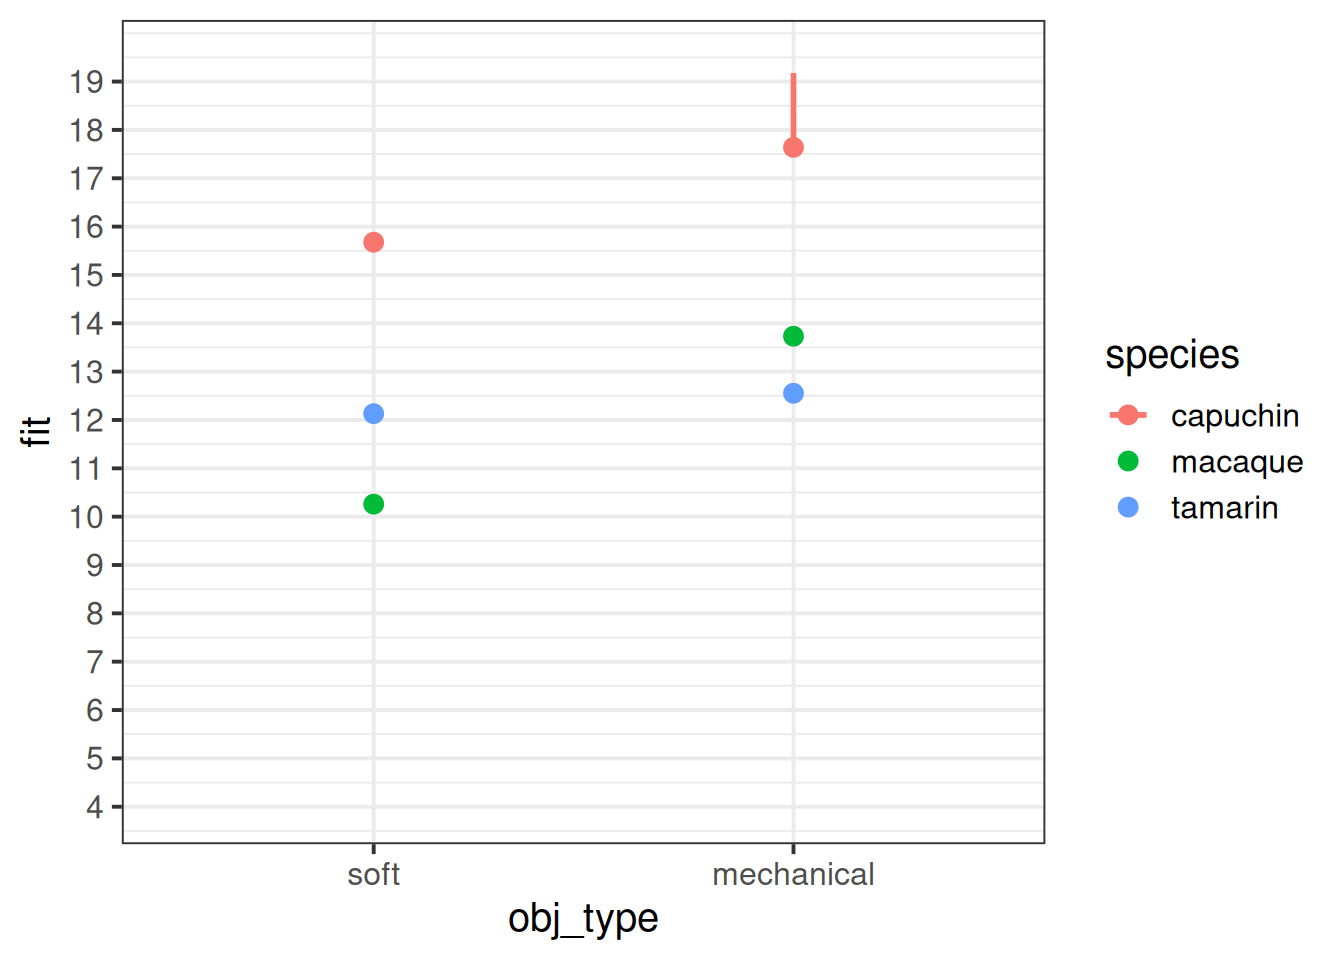 19
18
17
16
15
14
13
12
11
10
9
8
7
6
5
4
fit
soft mechanical
obj_type
species
capuchin
macaque
tamarin